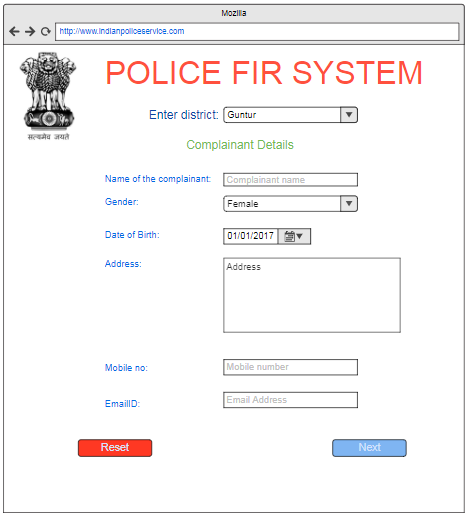 Mozilla
http://www.indianpoliceservice.com
POLICE FIR SYSTEM
सत्यमेव जयते
Enter district: Guntur
Complainant Details
Name of the complainant: Complainant name
Gender: Female
Date of Birth: 01/01/2017
Address: Address
Mobile no: Mobile number
EmailID: Email Address
Reset Next